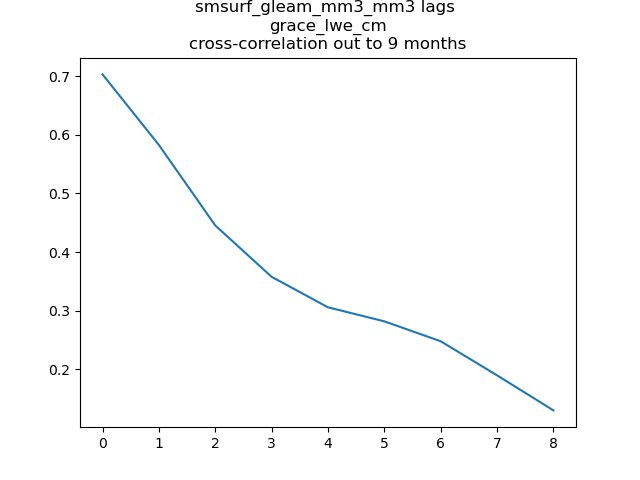 smsurf_gleam_mm3_mm3 lags
grace_lwe_cm
cross-correlation out to 9 months
0.7
0.6
0.5
0.4
0.3
0.2
0 1 2 3 4 5 6 7 8